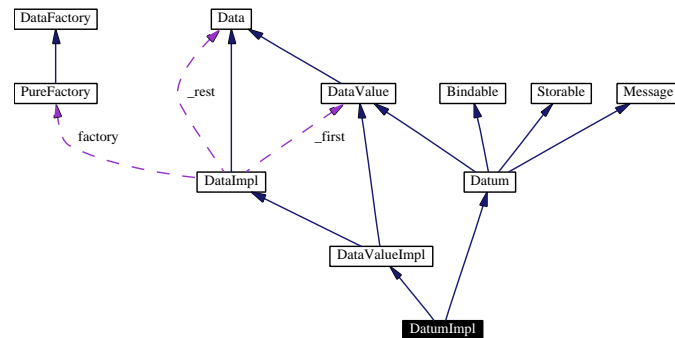 DataFactory
Data
PureFactory
_rest
DataValue
Bindable
Storable
Message
factory
_first
DataImpl
Datum
DataValueImpl
DatumImpl